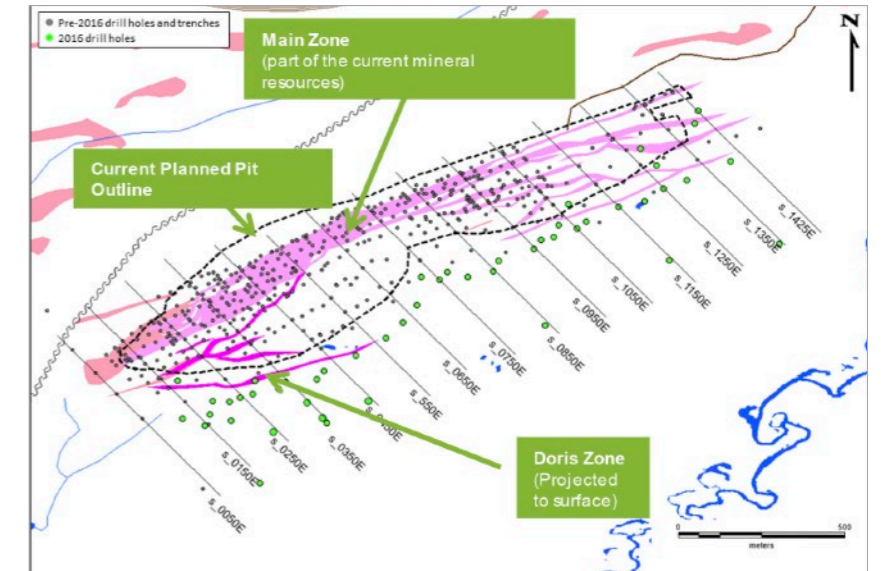 Pre-2016 drill holes and trenches
2016 drill holes
N
Main Zone
(part of the current mineral
resources)
Current Planned Pit
Outline
s_1425E
s_1350E
s_1250E
s_1150E
s_1050E
s_0950E
s_0850E
s_0750E
s_0650E
s_550E
s_0450E
s_0350E
s_0250E
s_0150E
s_0050E
Doris Zone
(Projected
to surface)
0 500
meters